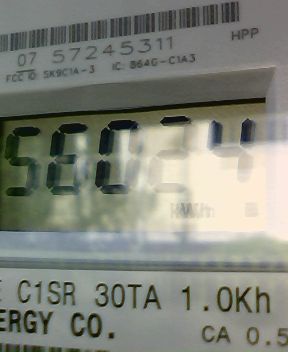 07 57245311
HPP
FCC ID: SK9C1A-3 IC: 864G-C1A3
56024
E C1SR 30TA 1.0Kh
ERGY CO.
CA 0.5